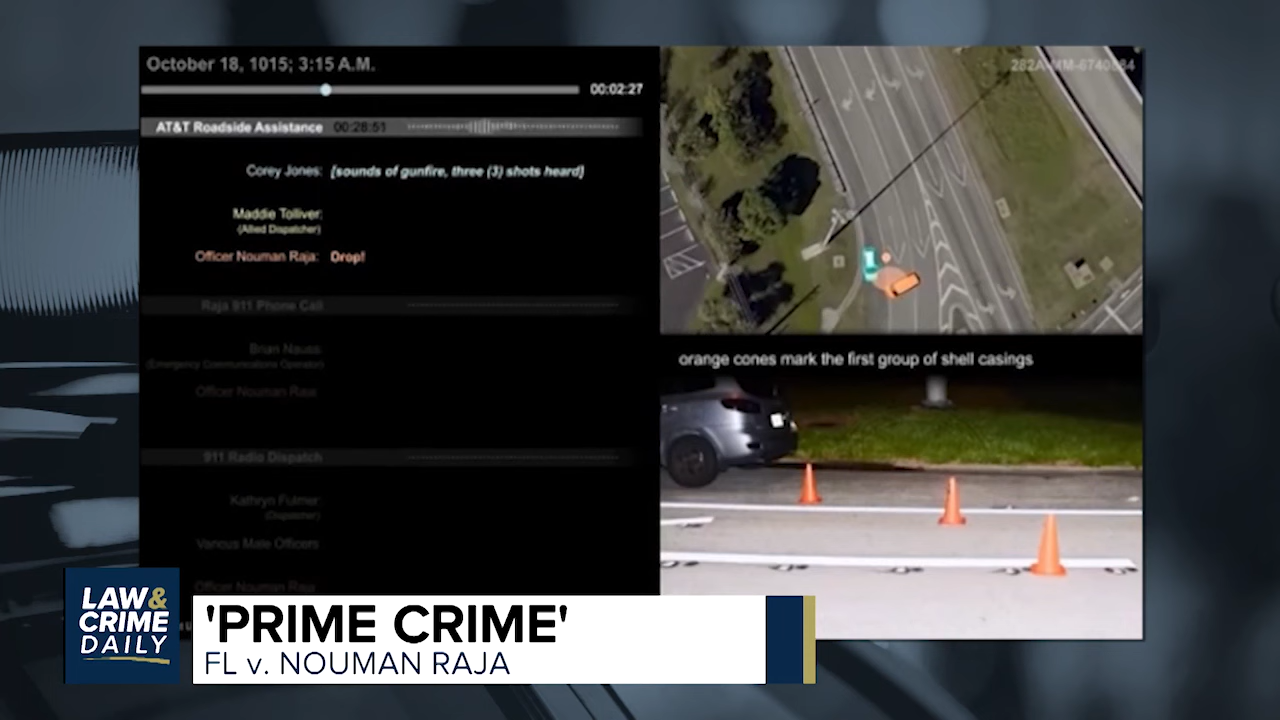 October 18, 1015; 3:15 A.M.
00:02:27
AT&T Roadside Assistance 00:28:51
Corey Jones: [sounds of gunfire, three (3) shots heard]
Maddie Tolliver:
(Allied Dispatcher)
Officer Nouman Raja: Drop!
Raja 911 Phone Call
Brian Nauss:
(Emergency Communications Operator)
Officer Nouman Raja:
911 Radio Dispatch
Kathryn Fulmer:
(Dispatcher)
Various Male Officers
Officer Nouman Raja
orange cones mark the first group of shell casings
LAW&
CRIME
DAILY
'PRIME CRIME'
FL v. NOUMAN RAJA